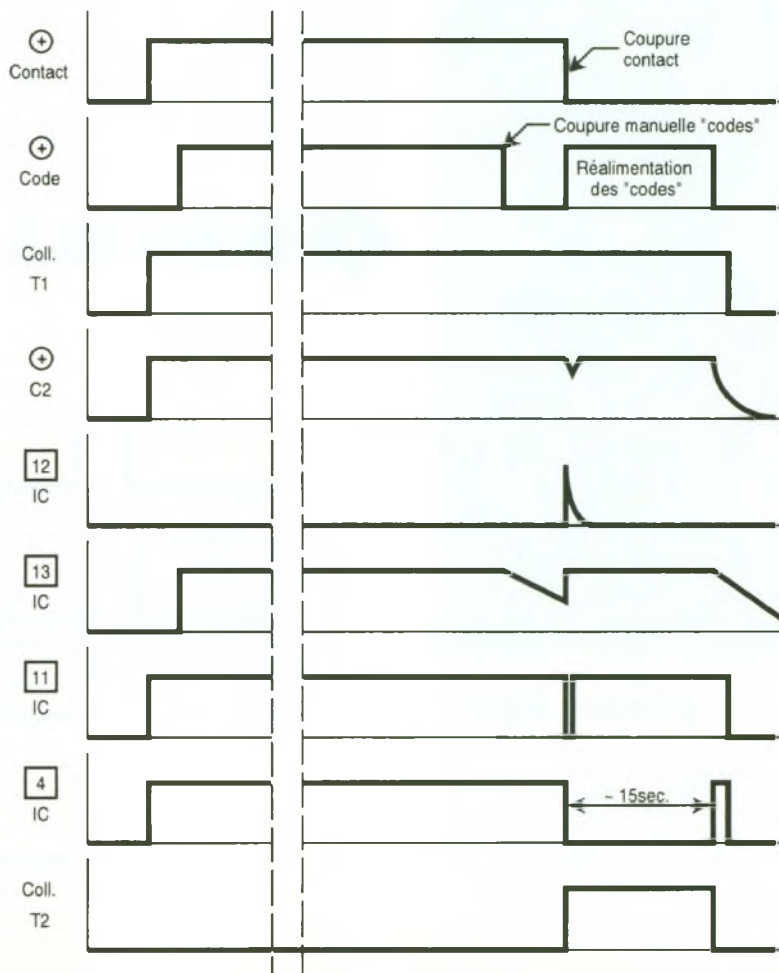 +
Contact
Coupure
contact
+
Code
Coupure manuelle "codes"
Réalimentation
des "codes"
Coll.
T1
+
C2
12
IC
13
IC
11
IC
4
IC
~ 15sec.
Coll.
T2